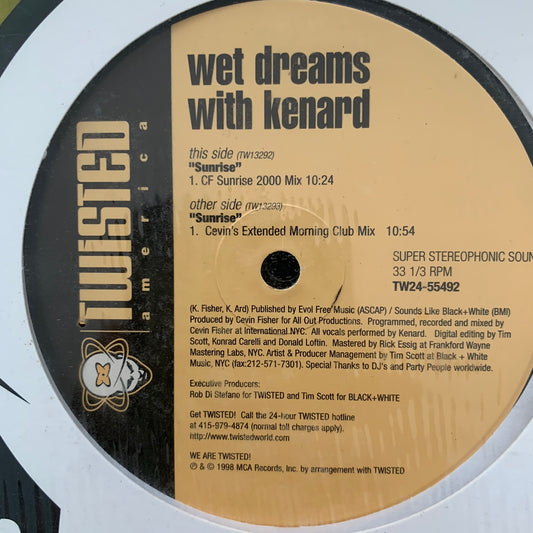 TWISTED
america
wet dreams
with kenard
this side (TW13292)
"Sunrise"
1. CF Sunrise 2000 Mix 10:24
other side (TW13293)
"Sunrise"
1. Cevin's Extended Morning Club Mix 10:54
SUPER STEREOPHONIC SOUN
33 1/3 RPM
TW24-55492
(K. Fisher, K. Ard) Published by Evol Free Music (ASCAP) / Sounds Like Black+White (BMI)
Produced by Cevin Fisher for All Out Productions. Programmed, recorded and mixed by
Cevin Fisher at International.NYC. All vocals performed by Kenard. Digital editing by Tim
Scott, Konrad Carelli and Donald Loftin. Mastered by Rick Essig at Frankford Wayne
Mastering Labs, NYC. Artist & Producer Management by Tim Scott at Black + White
Music, NYC (fax:212-571-7301). Special Thanks to DJ's and Party People worldwide.
Executive Producers:
Rob Di Stefano for TWISTED and Tim Scott for BLACK+WHITE
Get TWISTED! Call the 24-hour TWISTED hotline
at 415-979-4874 (normal toll charges apply).
http://www.twistedworld.com
WE ARE TWISTED!
℗ & © 1998 MCA Records, Inc. by arrangement with TWISTED